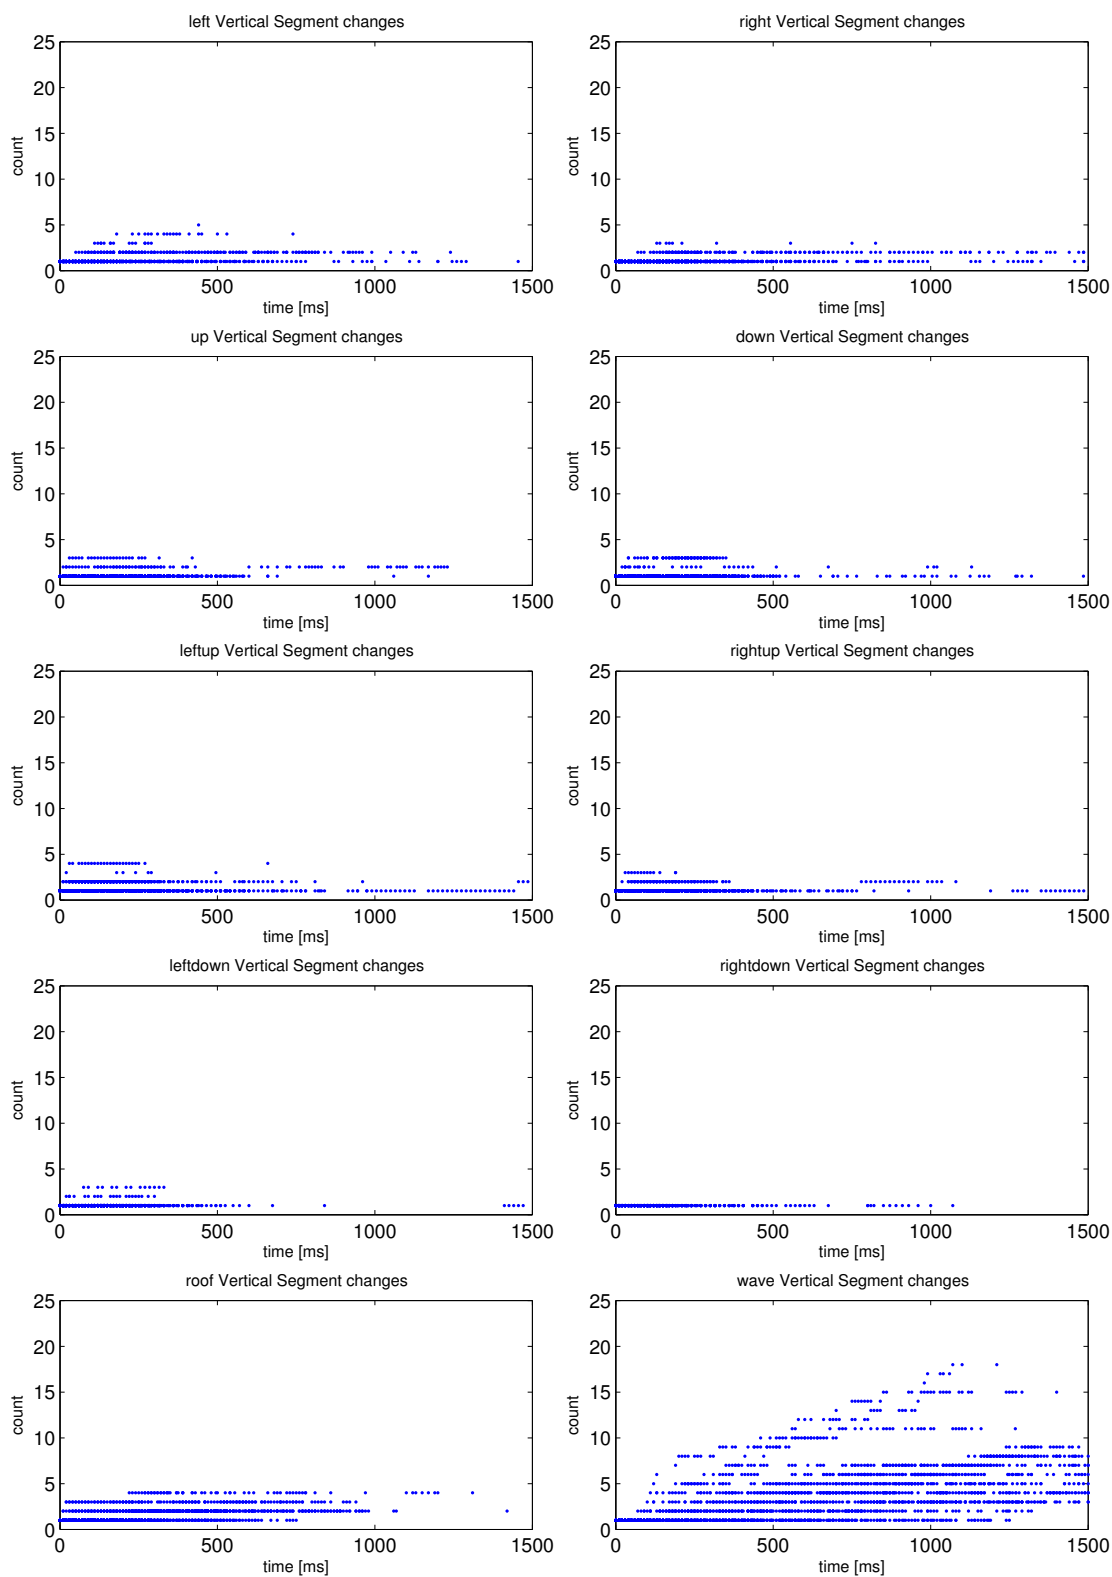 left Vertical Segment changes
25
20
15
10
5
0
count
0 500 1000 1500
time [ms]
right Vertical Segment changes
25
20
15
10
5
0
count
0 500 1000 1500
time [ms]
up Vertical Segment changes
25
20
15
10
5
0
count
0 500 1000 1500
time [ms]
down Vertical Segment changes
25
20
15
10
5
0
count
0 500 1000 1500
time [ms]
leftup Vertical Segment changes
25
20
15
10
5
0
count
0 500 1000 1500
time [ms]
rightup Vertical Segment changes
25
20
15
10
5
0
count
0 500 1000 1500
time [ms]
leftdown Vertical Segment changes
25
20
15
10
5
0
count
0 500 1000 1500
time [ms]
rightdown Vertical Segment changes
25
20
15
10
5
0
count
0 500 1000 1500
time [ms]
roof Vertical Segment changes
25
20
15
10
5
0
count
0 500 1000 1500
time [ms]
wave Vertical Segment changes
25
20
15
10
5
0
count
0 500 1000 1500
time [ms]